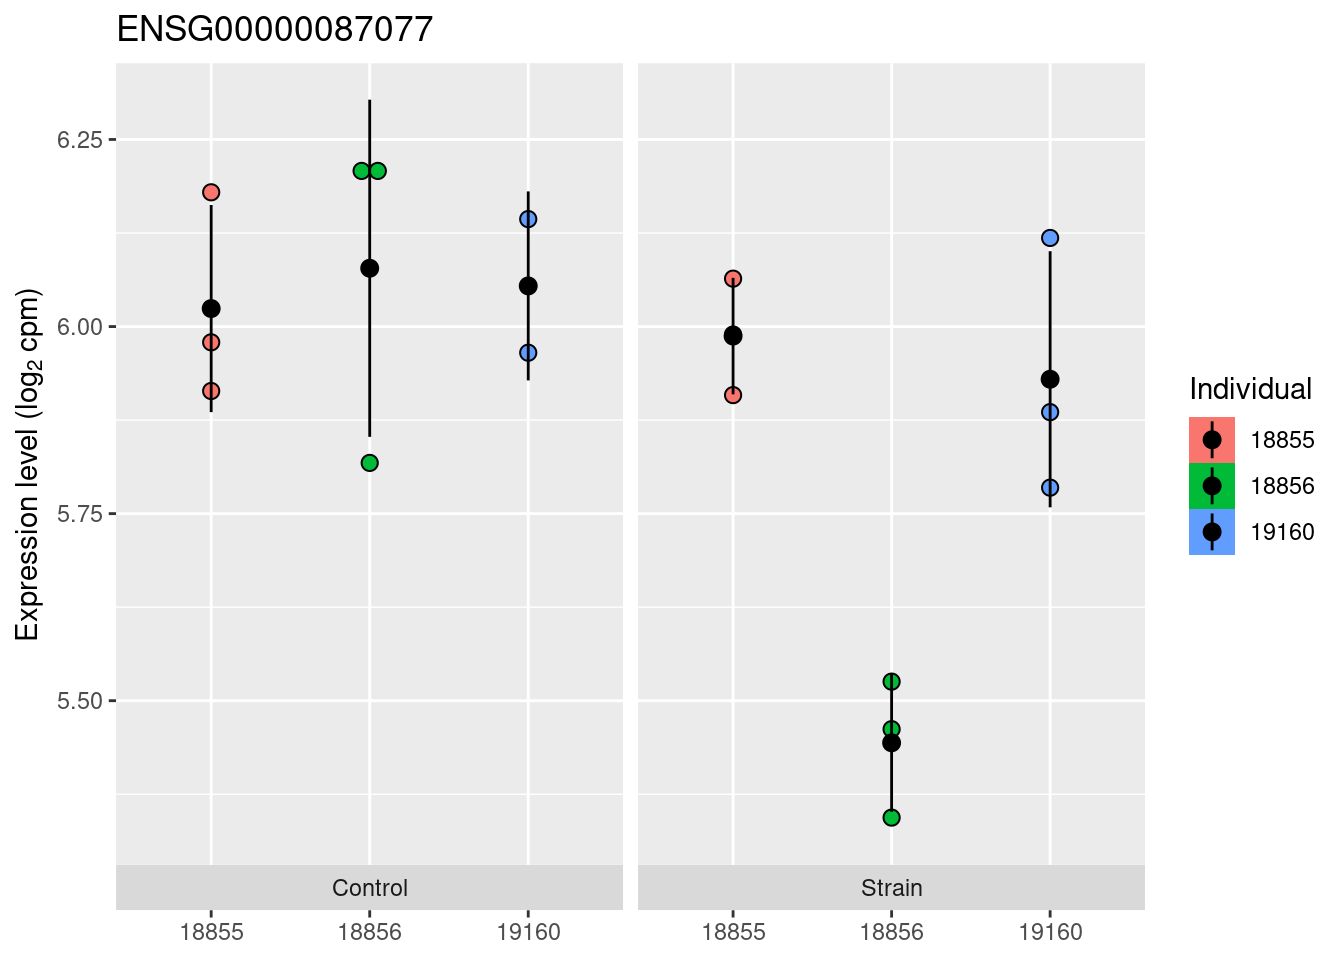 ENSG00000087077
Expression level (log₂ cpm)
6.25
6.00
5.75
5.50
Control
Strain
18855
18856
19160
18855
18856
19160
Individual
18855
18856
19160